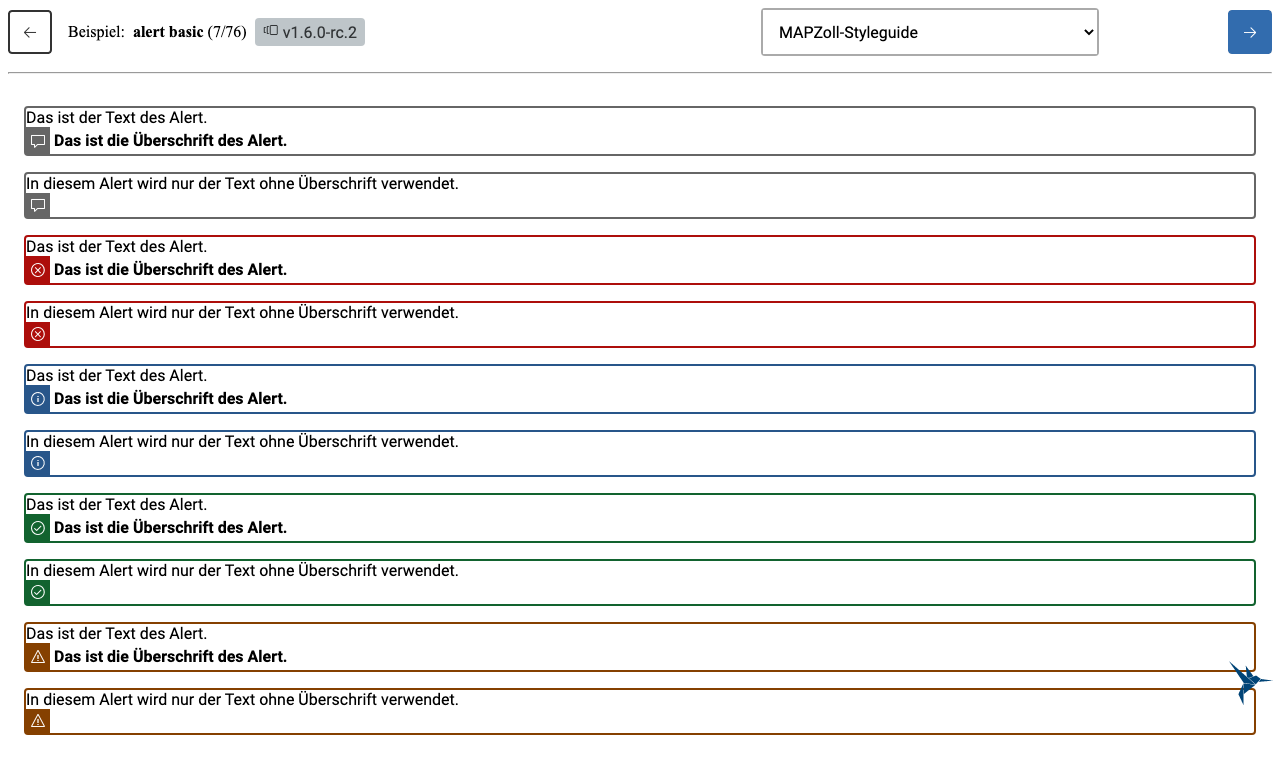 Beispiel: alert basic (7/76) v1.6.0-rc.2 MAPZoll-Styleguide
Das ist der Text des Alert.
Das ist die Überschrift des Alert.
In diesem Alert wird nur der Text ohne Überschrift verwendet.
Das ist der Text des Alert.
Das ist die Überschrift des Alert.
In diesem Alert wird nur der Text ohne Überschrift verwendet.
Das ist der Text des Alert.
Das ist die Überschrift des Alert.
In diesem Alert wird nur der Text ohne Überschrift verwendet.
Das ist der Text des Alert.
Das ist die Überschrift des Alert.
In diesem Alert wird nur der Text ohne Überschrift verwendet.
Das ist der Text des Alert.
Das ist die Überschrift des Alert.
In diesem Alert wird nur der Text ohne Überschrift verwendet.